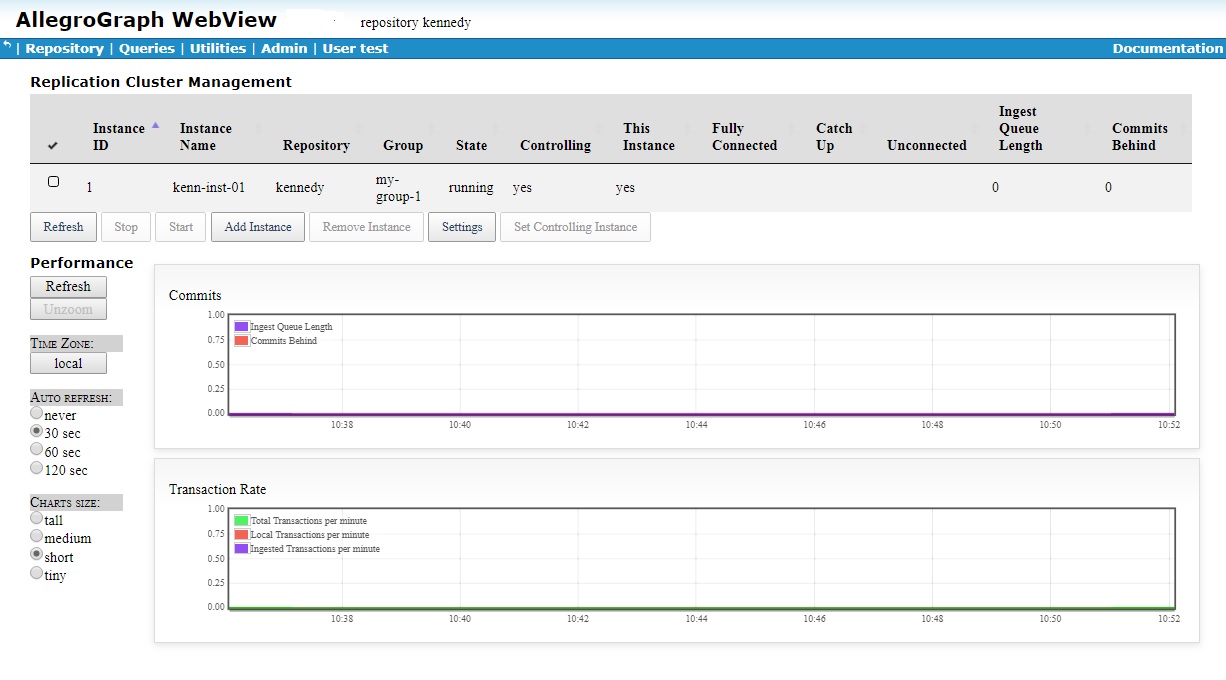 AllegroGraph WebView repository kennedy
| Repository | Queries | Utilities | Admin | User test Documentation
Replication Cluster Management
Instance ID Instance Name Repository Group State Controlling This Instance Fully Connected Catch Up Unconnected Ingest Queue Length Commits Behind
1 kenn-inst-01 kennedy my-group-1 running yes yes 0 0
Refresh Stop Start Add Instance Remove Instance Settings Set Controlling Instance
Performance
Refresh
Unzoom
TIME ZONE:
local
AUTO REFRESH:
never
30 sec
60 sec
120 sec
CHARTS SIZE:
tall
medium
short
tiny
Commits
Ingest Queue Length
Commits Behind
1.00
0.75
0.50
0.25
0.00
10:38 10:40 10:42 10:44 10:46 10:48 10:50 10:52
Transaction Rate
Total Transactions per minute
Local Transactions per minute
Ingested Transactions per minute
1.00
0.75
0.50
0.25
0.00
10:38 10:40 10:42 10:44 10:46 10:48 10:50 10:52